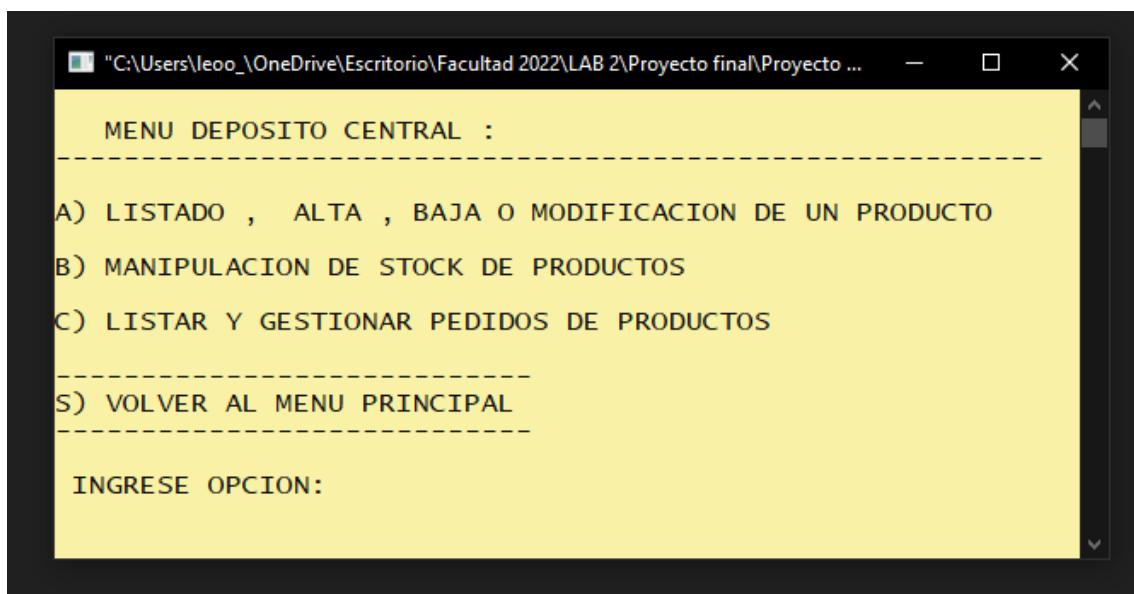 "C:\Users\leoo_\OneDrive\Escritorio\Facultad 2022\LAB 2\Proyecto final\Proyecto ...
MENU DEPOSITO CENTRAL :
----------------------------------------------------------
A) LISTADO ,  ALTA , BAJA O MODIFICACION DE UN PRODUCTO
B) MANIPULACION DE STOCK DE PRODUCTOS
C) LISTAR Y GESTIONAR PEDIDOS DE PRODUCTOS
----------------------------
S) VOLVER AL MENU PRINCIPAL
----------------------------
INGRESE OPCION: